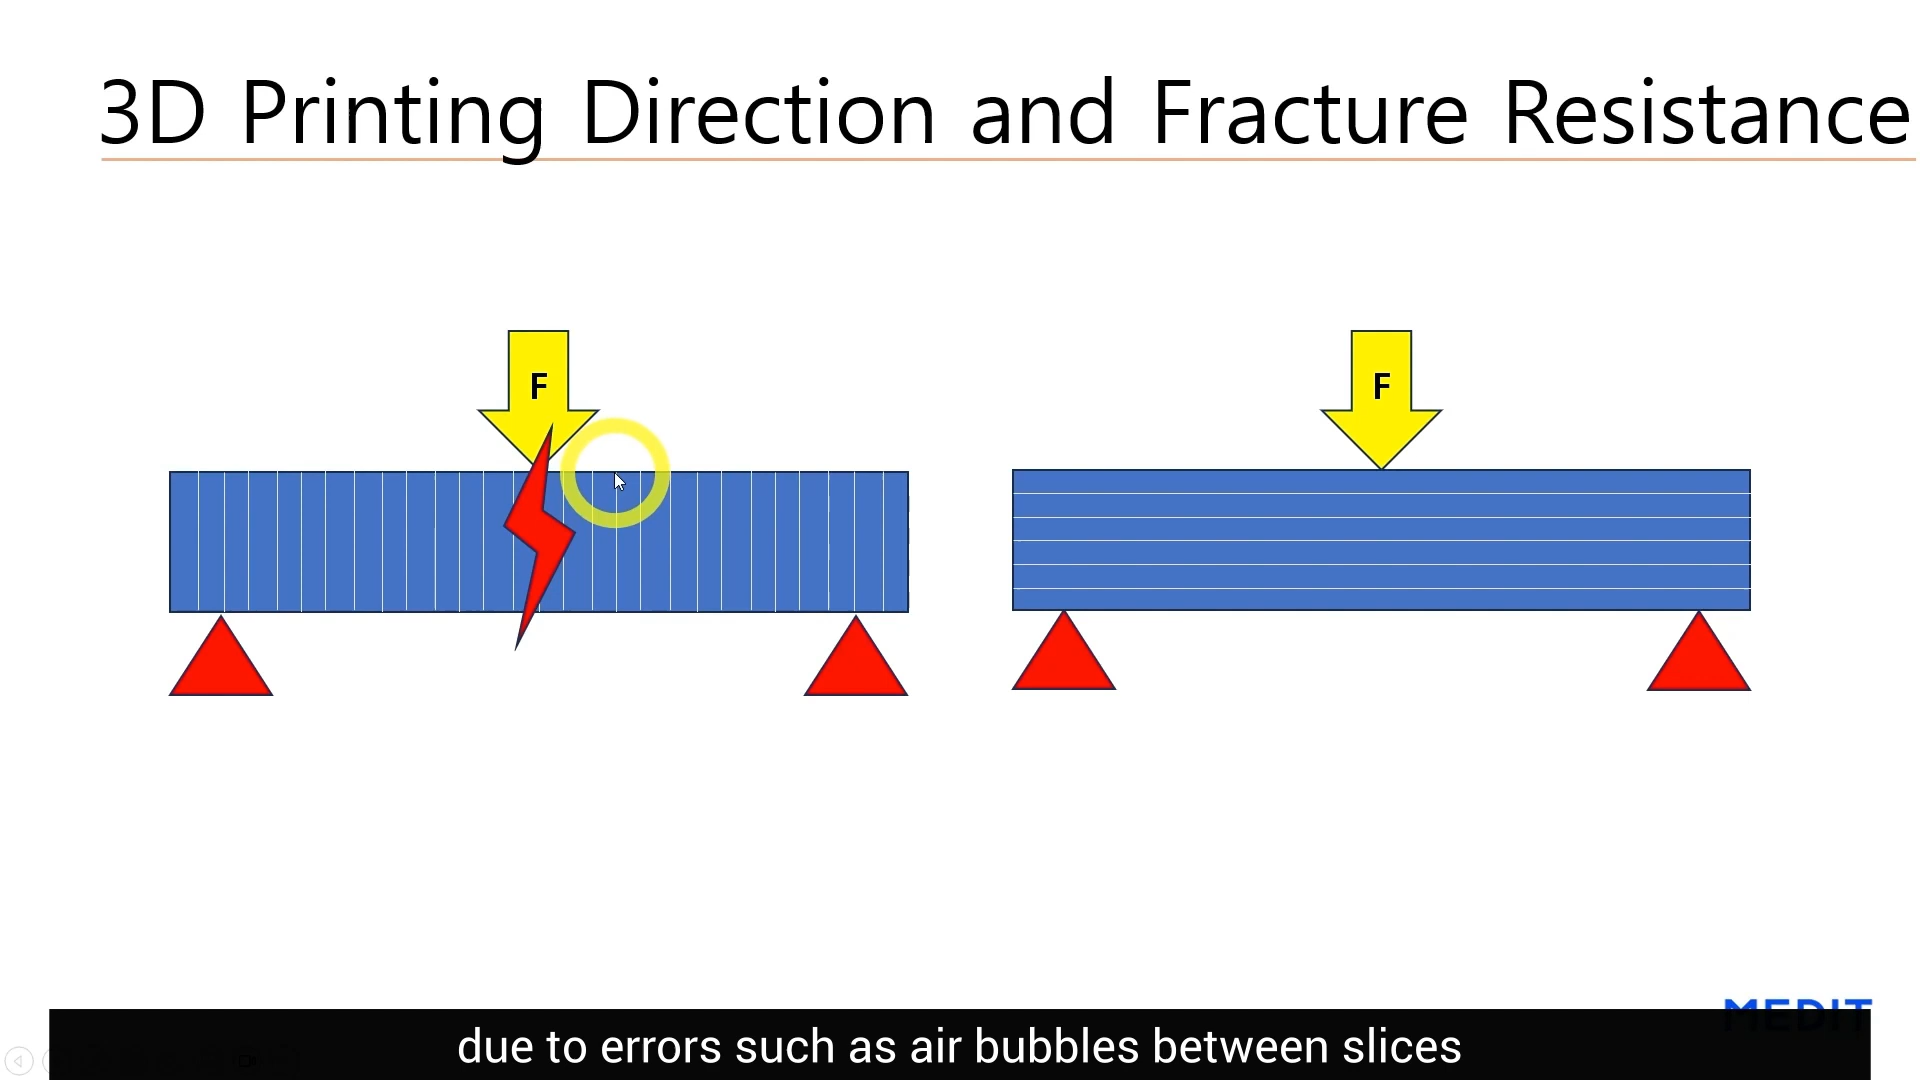 3D Printing Direction and Fracture Resistance
F
F
MEDIT
due to errors such as air bubbles between slices